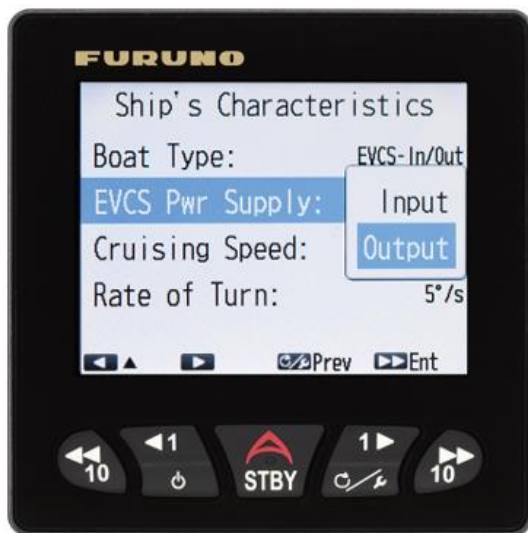 FURUNO
Ship's Characteristics
Boat Type: EVCS-In/Out
EVCS Pwr Supply: Input
Cruising Speed: Output
Rate of Turn: 5°/s
◀ ▲ ▶ Prev ▶▶Ent
◀◀10 ◀1 STBY 1▶ 10▶▶